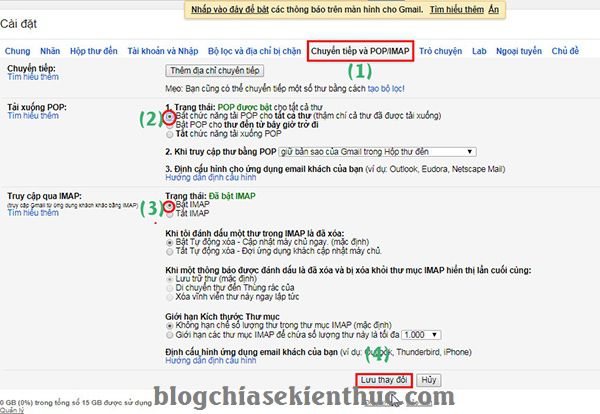 Nhấp vào đây để bật các thông báo trên màn hình cho Gmail. Tìm hiểu thêm Ẩn
Cài đặt
Chung Nhãn Hộp thư đến Tài khoản và Nhập Bộ lọc và địa chỉ bị chặn Chuyển tiếp và POP/IMAP Trò chuyện Lab Ngoại tuyến Chủ đề
(1)
Chuyển tiếp:
Tìm hiểu thêm
Thêm địa chỉ chuyển tiếp
Mẹo: Bạn cũng có thể chuyển tiếp một số thư bằng cách tạo bộ lọc!
Tải xuống POP:
Tìm hiểu thêm
1. Trạng thái: POP được bật cho tất cả thư
(2) Bật chức năng tải POP cho tất cả thư (thậm chí cả thư đã được tải xuống)
Bật POP cho thư đến từ bây giờ trở đi
Tắt chức năng tải xuống POP
2. Khi truy cập thư bằng POP giữ bản sao của Gmail trong Hộp thư đến
3. Định cấu hình cho ứng dụng email khách của bạn (ví dụ: Outlook, Eudora, Netscape Mail)
Hướng dẫn định cấu hình
Truy cập qua IMAP:
(truy cập Gmail từ ứng dụng khách khác bằng IMAP)
Tìm hiểu thêm
Trạng thái: Đã bật IMAP
(3) Bật IMAP
Tắt IMAP
Khi tôi đánh dấu một thư trong IMAP là đã xóa:
Bật Tự động xóa - Cập nhật máy chủ ngay. (mặc định)
Tắt Tự động xóa - Đợi ứng dụng khách cập nhật máy chủ.
Khi một thông báo được đánh dấu là đã xóa và bị xóa khỏi thư mục IMAP hiển thị lần cuối cùng:
Lưu trữ thư (mặc định)
Di chuyển thư đến Thùng rác của
Xóa vĩnh viễn thư này ngay lập tức
Giới hạn Kích thước Thư mục
Không hạn chế số lượng thư trong thư mục IMAP (mặc định)
Giới hạn các thư mục IMAP để chứa số lượng thư này là tối đa 1.000
Định cấu hình ứng dụng email khách của bạn (ví dụ: Outlook, Thunderbird, iPhone)
Hướng dẫn định cấu hình
(4)
Lưu thay đổi Hủy
0 GB (0%) trong tổng số 15 GB được sử dụng
Quản lý
blogchiasekienthuc.com